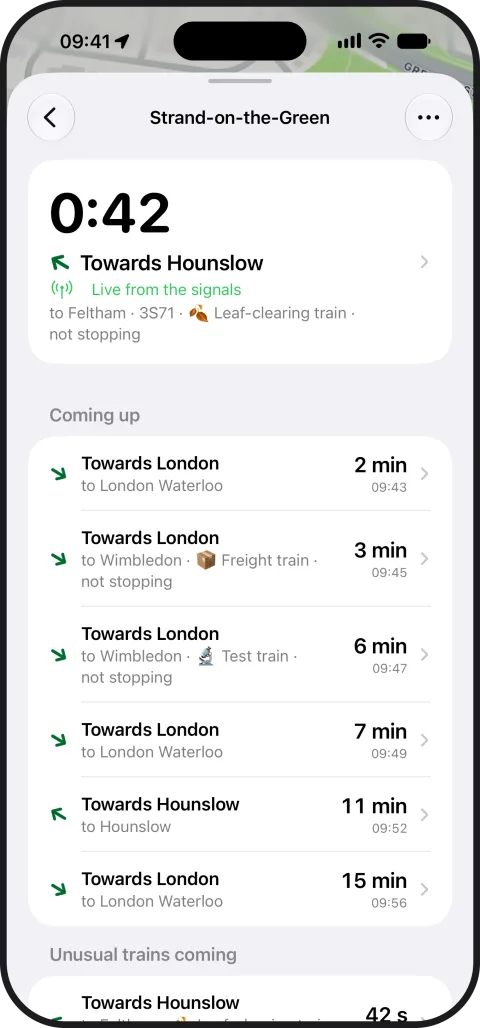 09:41
GRE
Strand-on-the-Green
0:42
Towards Hounslow
Live from the signals
to Feltham · 3S71 · 🍂 Leaf-clearing train ·
not stopping
Coming up
Towards London
2 min
to London Waterloo
09:43
Towards London
3 min
to Wimbledon · 📦 Freight train ·
09:45
not stopping
Towards London
6 min
to Wimbledon · 🔬 Test train ·
09:47
not stopping
Towards London
7 min
to London Waterloo
09:49
Towards Hounslow
11 min
to Hounslow
09:52
Towards London
15 min
to London Waterloo
09:56
Unusual trains coming
Towards Hounslow
42 s